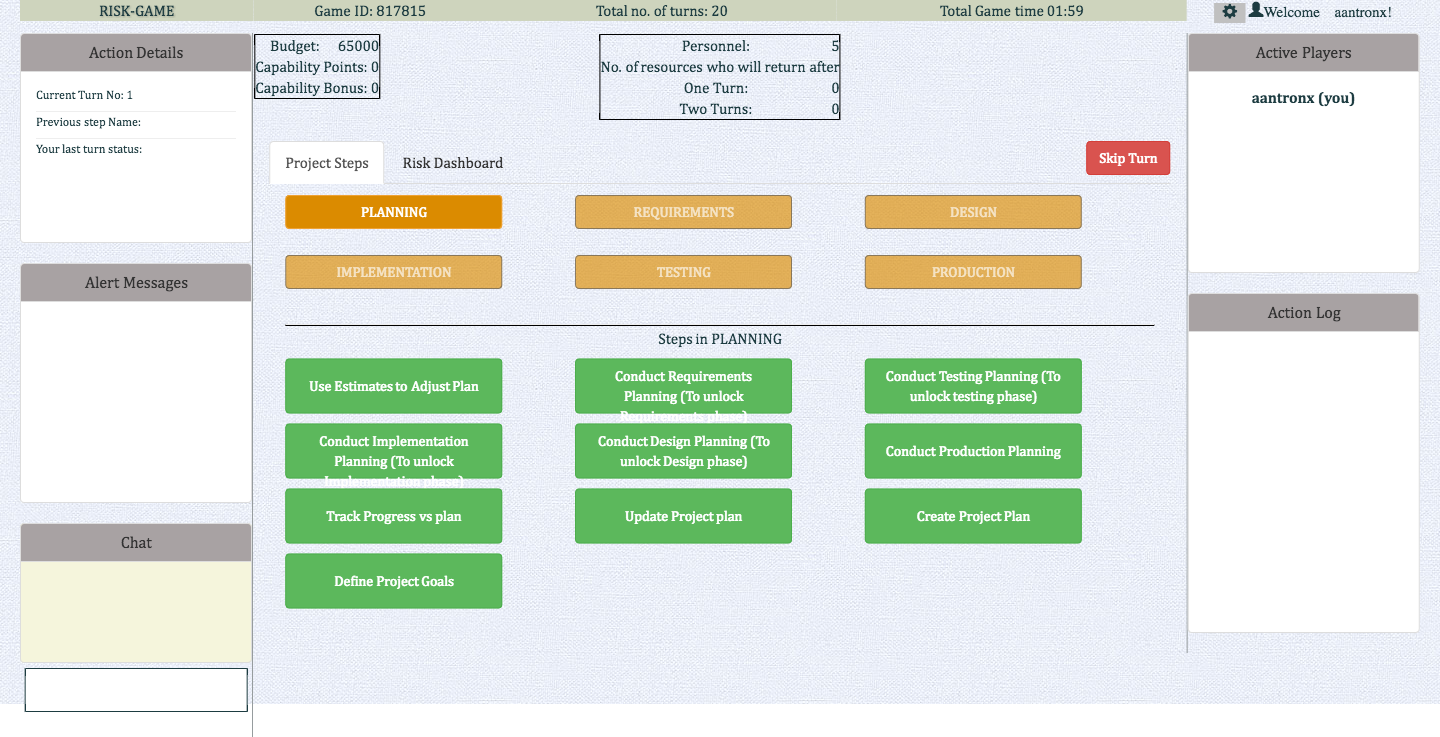 RISK-GAME
Game ID: 817815
Total no. of turns: 20
Total Game time 01:59
Welcome aantronx!
Action Details
Current Turn No: 1
Previous step Name:
Your last turn status:
Alert Messages
Chat
Budget: 65000
Capability Points: 0
Capability Bonus: 0
Personnel: 5
No. of resources who will return after
One Turn: 0
Two Turns: 0
Project Steps
Risk Dashboard
Skip Turn
PLANNING
REQUIREMENTS
DESIGN
IMPLEMENTATION
TESTING
PRODUCTION
Steps in PLANNING
Use Estimates to Adjust Plan
Conduct Requirements
Planning (To unlock
Requirements phase)
Conduct Testing Planning (To
unlock testing phase)
Conduct Implementation
Planning (To unlock
Implementation phase)
Conduct Design Planning (To
unlock Design phase)
Conduct Production Planning
Track Progress vs plan
Update Project plan
Create Project Plan
Define Project Goals
Active Players
aantronx (you)
Action Log